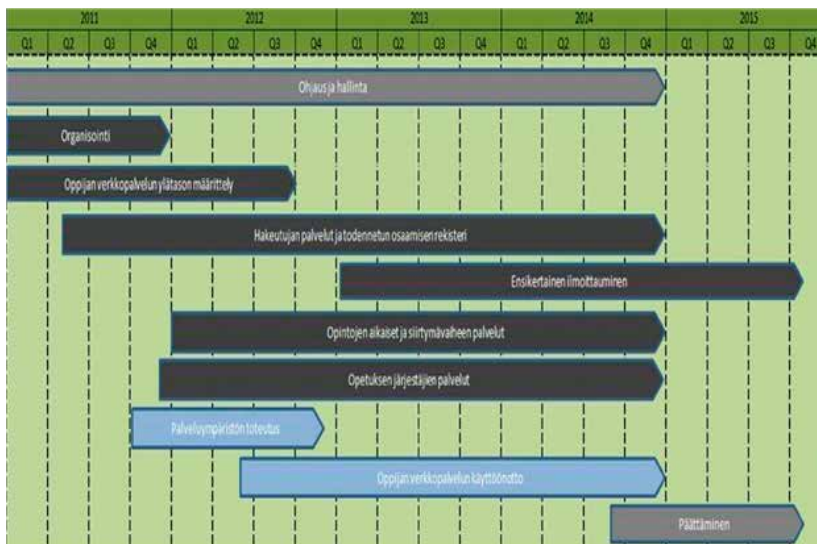 2011 2012 2013 2014 2015
Q1 Q2 Q3 Q4 Q1 Q2 Q3 Q4 Q1 Q2 Q3 Q4 Q1 Q2 Q3 Q4 Q1 Q2 Q3 Q4
Ohjaus ja hallinta
Organisointi
Oppijan verkkopalvelun ylätason määrittely
Hakeutujan palvelut ja todennetun osaamisen rekisteri
Ensikertainen ilmoittauminen
Opintojen aikaiset ja siirtymävaiheen palvelut
Opetuksen järjestäjien palvelut
Palveluympäristön toteutus
Oppijan verkkopalvelun käyttöönotto
Päättäminen